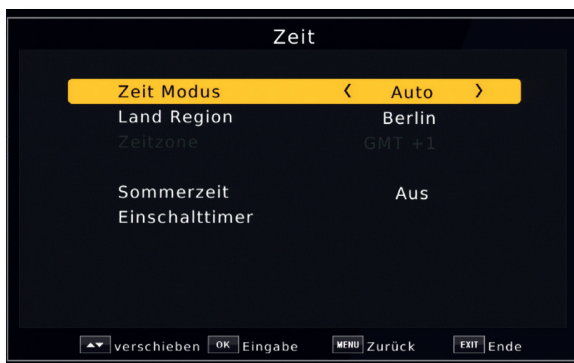 Zeit
Zeit Modus < Auto >
Land Region Berlin
Zeitzone GMT +1
Sommerzeit Aus
Einschalttimer
verschieben OK Eingabe MENU Zurück EXIT Ende